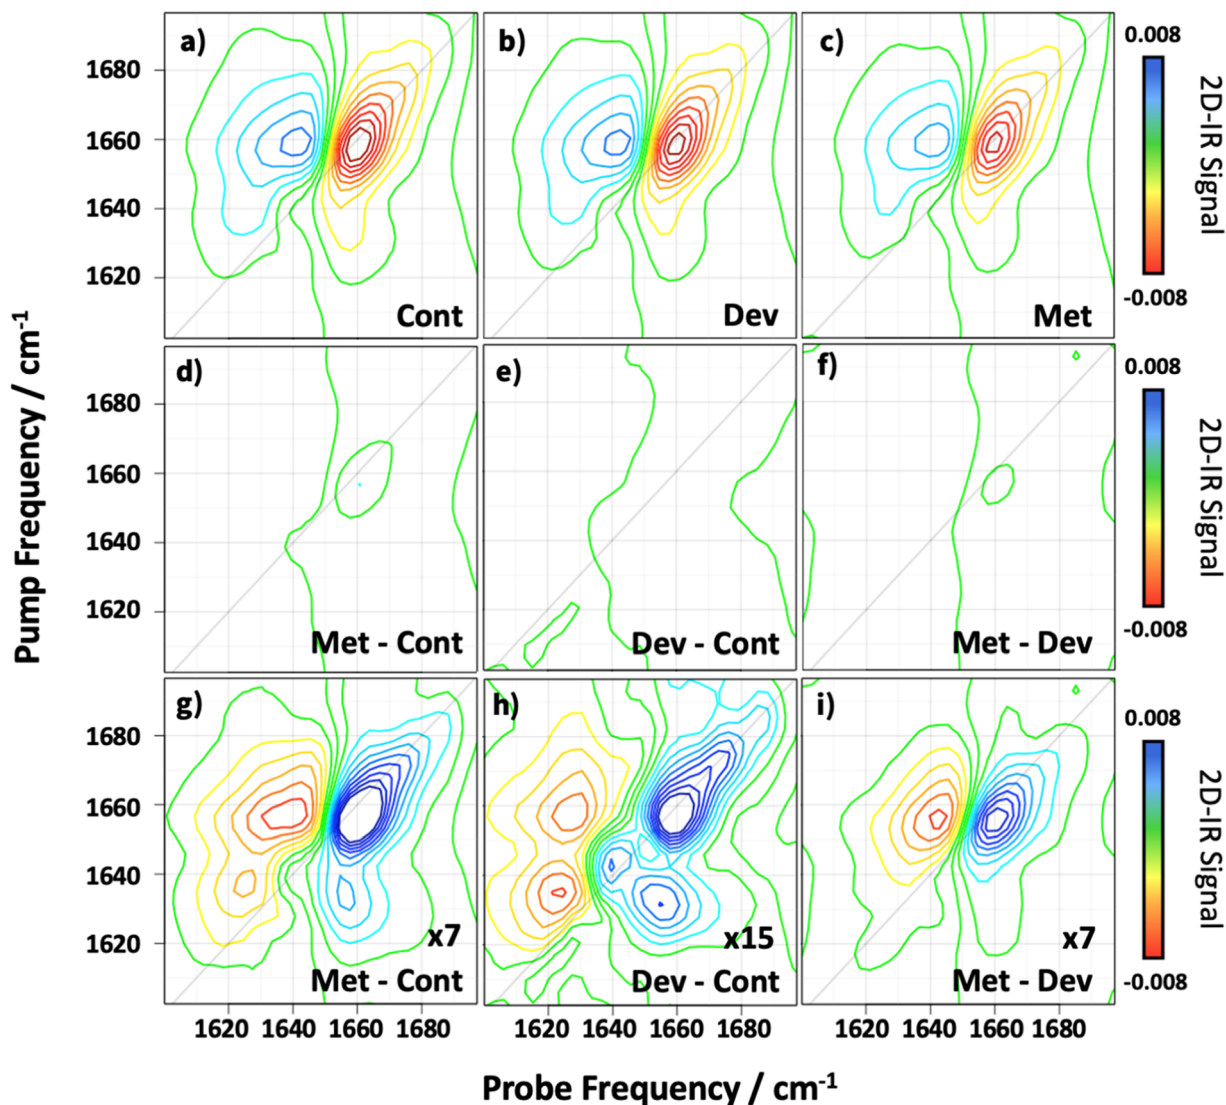 a)
b)
c)
0.008
1680
1660
1640
1620
2D-IR Signal
-0.008
Cont
Dev
Met
d)
e)
f)
0.008
1680
1660
1640
1620
2D-IR Signal
-0.008
Met - Cont
Dev - Cont
Met - Dev
Pump Frequency / cm⁻¹
g)
h)
i)
0.008
1680
1660
1640
1620
2D-IR Signal
-0.008
x7
x15
x7
Met - Cont
Dev - Cont
Met - Dev
1620 1640 1660 1680 1620 1640 1660 1680 1620 1640 1660 1680
Probe Frequency / cm⁻¹